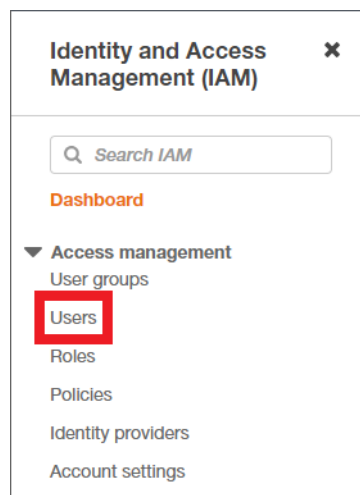 Identity and Access
Management (IAM)
Search IAM
Dashboard
Access management
User groups
Users
Roles
Policies
Identity providers
Account settings